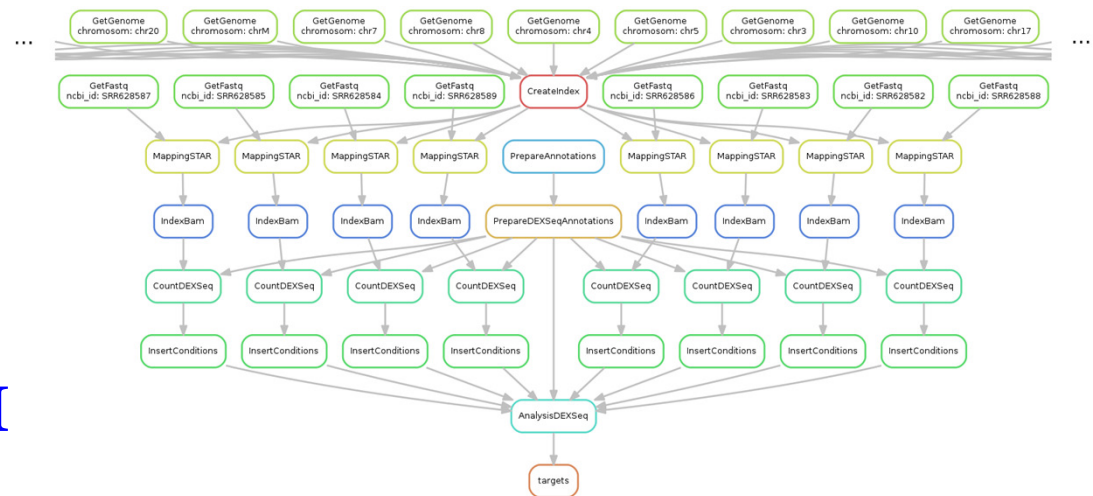 GetGenome
chromosom: chr20
GetGenome
chromosom: chrM
GetGenome
chromosom: chr7
GetGenome
chromosom: chr8
GetGenome
chromosom: chr4
GetGenome
chromosom: chr5
GetGenome
chromosom: chr3
GetGenome
chromosom: chr10
GetGenome
chromosom: chr17
...
...
GetFastq
ncbi_id: SRR628587
GetFastq
ncbi_id: SRR628585
GetFastq
ncbi_id: SRR628584
GetFastq
ncbi_id: SRR628589
CreateIndex
GetFastq
ncbi_id: SRR628586
GetFastq
ncbi_id: SRR628583
GetFastq
ncbi_id: SRR628582
GetFastq
ncbi_id: SRR628588
MappingSTAR
MappingSTAR
MappingSTAR
MappingSTAR
PrepareAnnotations
MappingSTAR
MappingSTAR
MappingSTAR
MappingSTAR
IndexBam
IndexBam
IndexBam
IndexBam
PrepareDEXSeqAnnotations
IndexBam
IndexBam
IndexBam
IndexBam
CountDEXSeq
CountDEXSeq
CountDEXSeq
CountDEXSeq
CountDEXSeq
CountDEXSeq
CountDEXSeq
CountDEXSeq
InsertConditions
InsertConditions
InsertConditions
InsertConditions
InsertConditions
InsertConditions
InsertConditions
InsertConditions
[
AnalysisDEXSeq
targets